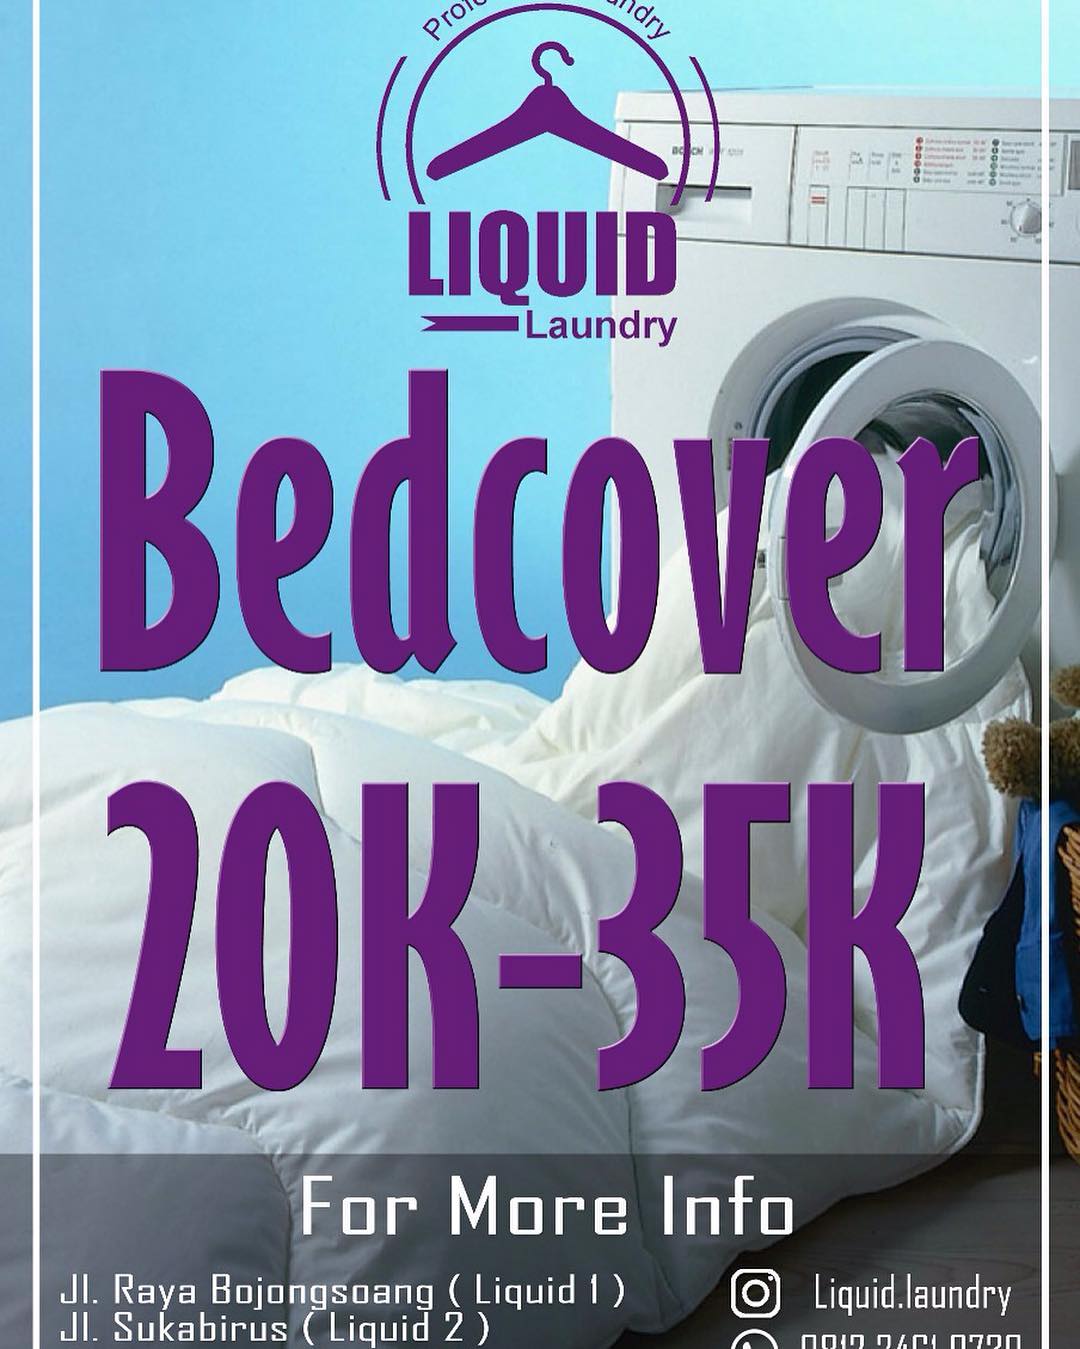 LIQUID
Laundry
Bedcover
20K-35K
For More Info
Jl. Raya Bojongsoang ( Liquid 1 )
Jl. Sukabirus ( Liquid 2 )
Liquid.laundry